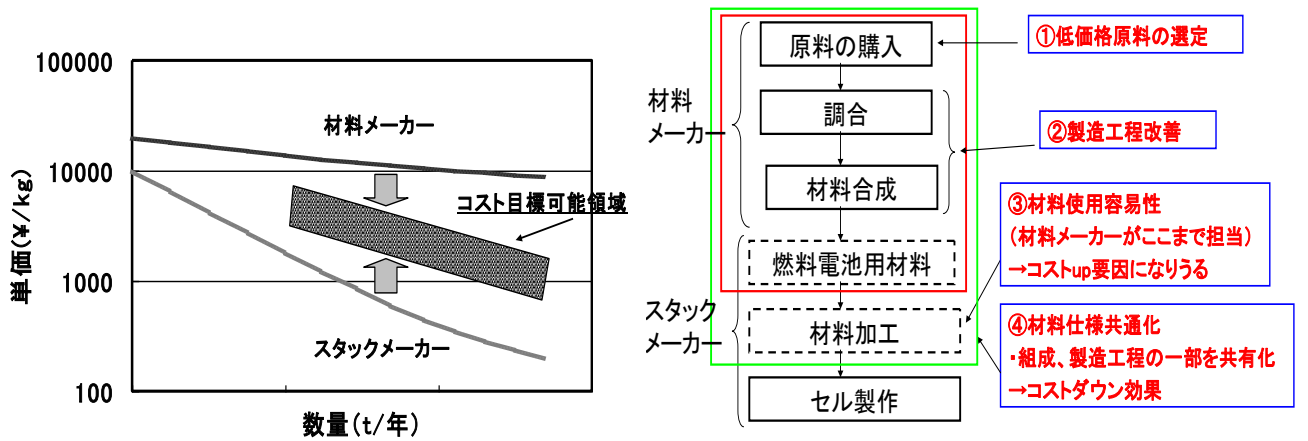 100000
10000
1000
100
単価(¥/kg)
数量(t/年)
材料メーカー
コスト目標可能領域
スタックメーカー
材料
メーカー
スタック
メーカー
原料の購入
調合
材料合成
燃料電池用材料
材料加工
セル製作
①低価格原料の選定
②製造工程改善
③材料使用容易性
(材料メーカーがここまで担当)
→コストup要因になりうる
④材料仕様共通化
・組成、製造工程の一部を共有化
→コストダウン効果